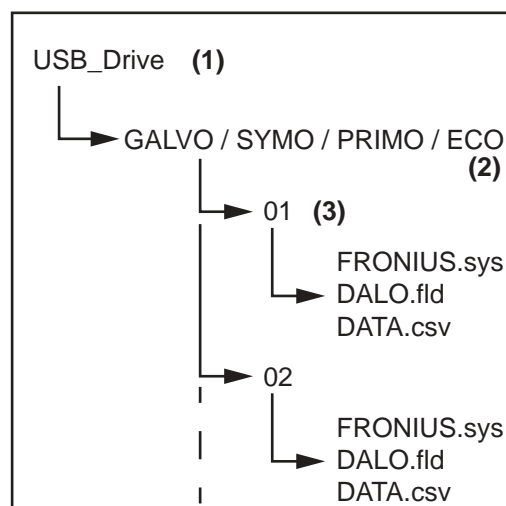 USB_Drive (1)
GALVO / SYMO / PRIMO / ECO
(2)
01 (3)
FRONIUS.sys
DALO.fld
DATA.csv
02
FRONIUS.sys
DALO.fld
DATA.csv